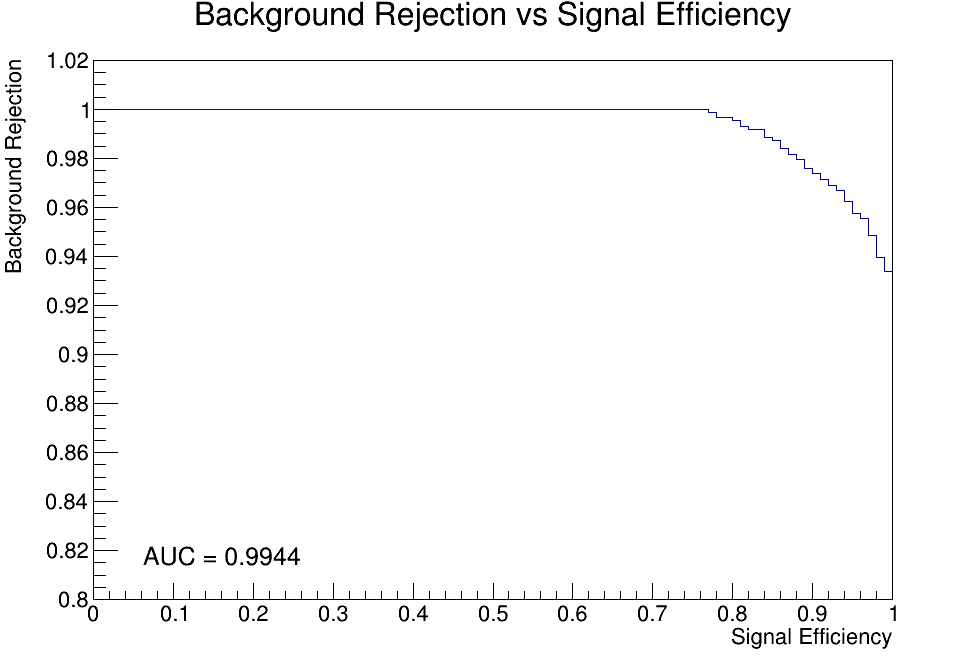 Background Rejection vs Signal Efficiency
Background Rejection
1.02
1
0.98
0.96
0.94
0.92
0.9
0.88
0.86
0.84
0.82
0.8
AUC = 0.9944
0 0.1 0.2 0.3 0.4 0.5 0.6 0.7 0.8 0.9 1
Signal Efficiency